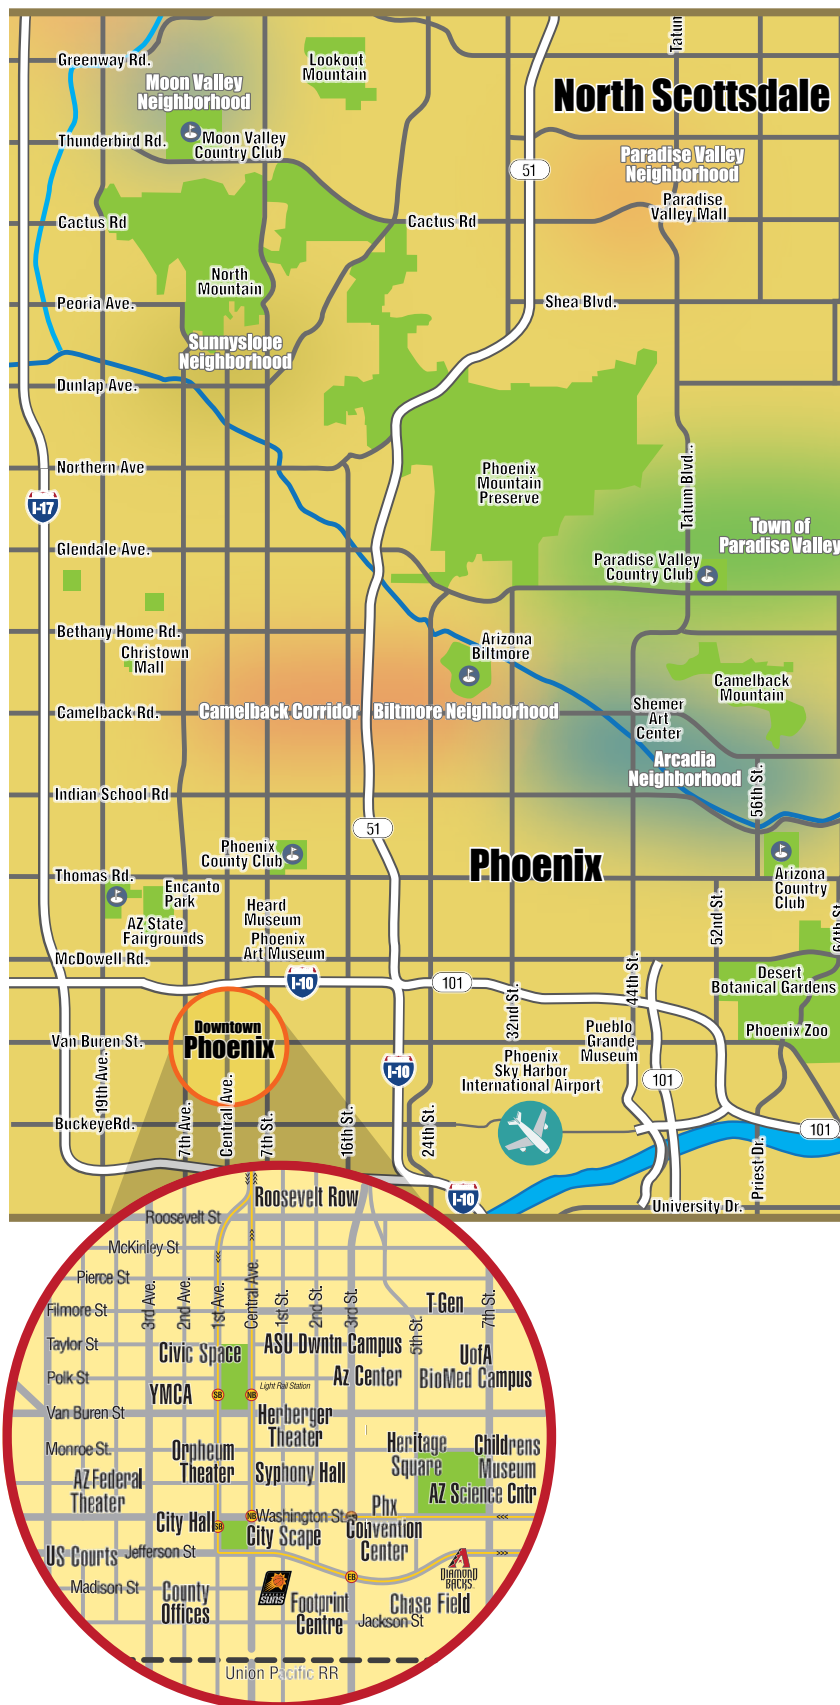 Tatum
Greenway Rd.
Lookout
Mountain
Moon Valley
Neighborhood
North Scottsdale
Thunderbird Rd.
Moon Valley
Country Club
51
Paradise Valley
Neighborhood
Paradise
Valley Mall
Cactus Rd
Cactus Rd
North
Mountain
Peoria Ave.
Shea Blvd.
Sunnyslope
Neighborhood
Dunlap Ave.
Northern Ave
Phoenix
Mountain
Preserve
Tatum Blvd..
I-17
Town of
Paradise Valley
Glendale Ave.
Paradise Valley
Country Club
Bethany Home Rd.
Christown
Mall
Arizona
Biltmore
Camelback
Mountain
Camelback Rd.
Camelback Corridor
Biltmore Neighborhood
Shemer
Art
Center
Arcadia
Neighborhood
56th St.
Indian School Rd
51
Phoenix
County Club
Phoenix
Thomas Rd.
Encanto
Park
Arizona
Country
Club
AZ State
Fairgrounds
Heard
Museum
Phoenix
Art Museum
52nd St.
64th St.
McDowell Rd.
I-10
101
32nd St.
44th St.
Desert
Botanical Gardens
Downtown
Phoenix
Van Buren St.
Pueblo
Grande
Museum
Phoenix Zoo
Phoenix
Sky Harbor
International Airport
I-10
101
19th Ave.
BuckeyeRd.
7th Ave.
Central Ave.
7th St.
16th St.
24th St.
101
Priest Dr.
I-10
University Dr.
Roosevelt Row
Roosevelt St
McKinley St
Pierce St
Filmore St
3rd Ave.
2nd Ave.
1st Ave.
Central Ave.
1st St.
2nd St.
3rd St
5th St.
7th St.
T-Gen
Taylor St
Civic Space
ASU Dwntn Campus
UofA
BioMed Campus
Polk St
Az Center
YMCA
SB
NB
Light Rail Station
Van Buren St
Herberger
Theater
Monroe St.
Orpheum
Theater
Heritage
Square
Childrens
Museum
AZ Federal
Theater
Syphony Hall
AZ Science Cntr
City Hall
SB
NB
Washington St
City Scape
Phx
Convention
Center
US Courts
Jefferson St
Madison St
County
Offices
SUNS
EB
DIAMOND
BACKS
Footprint
Centre
Chase Field
Jackson St
Union Pacific RR